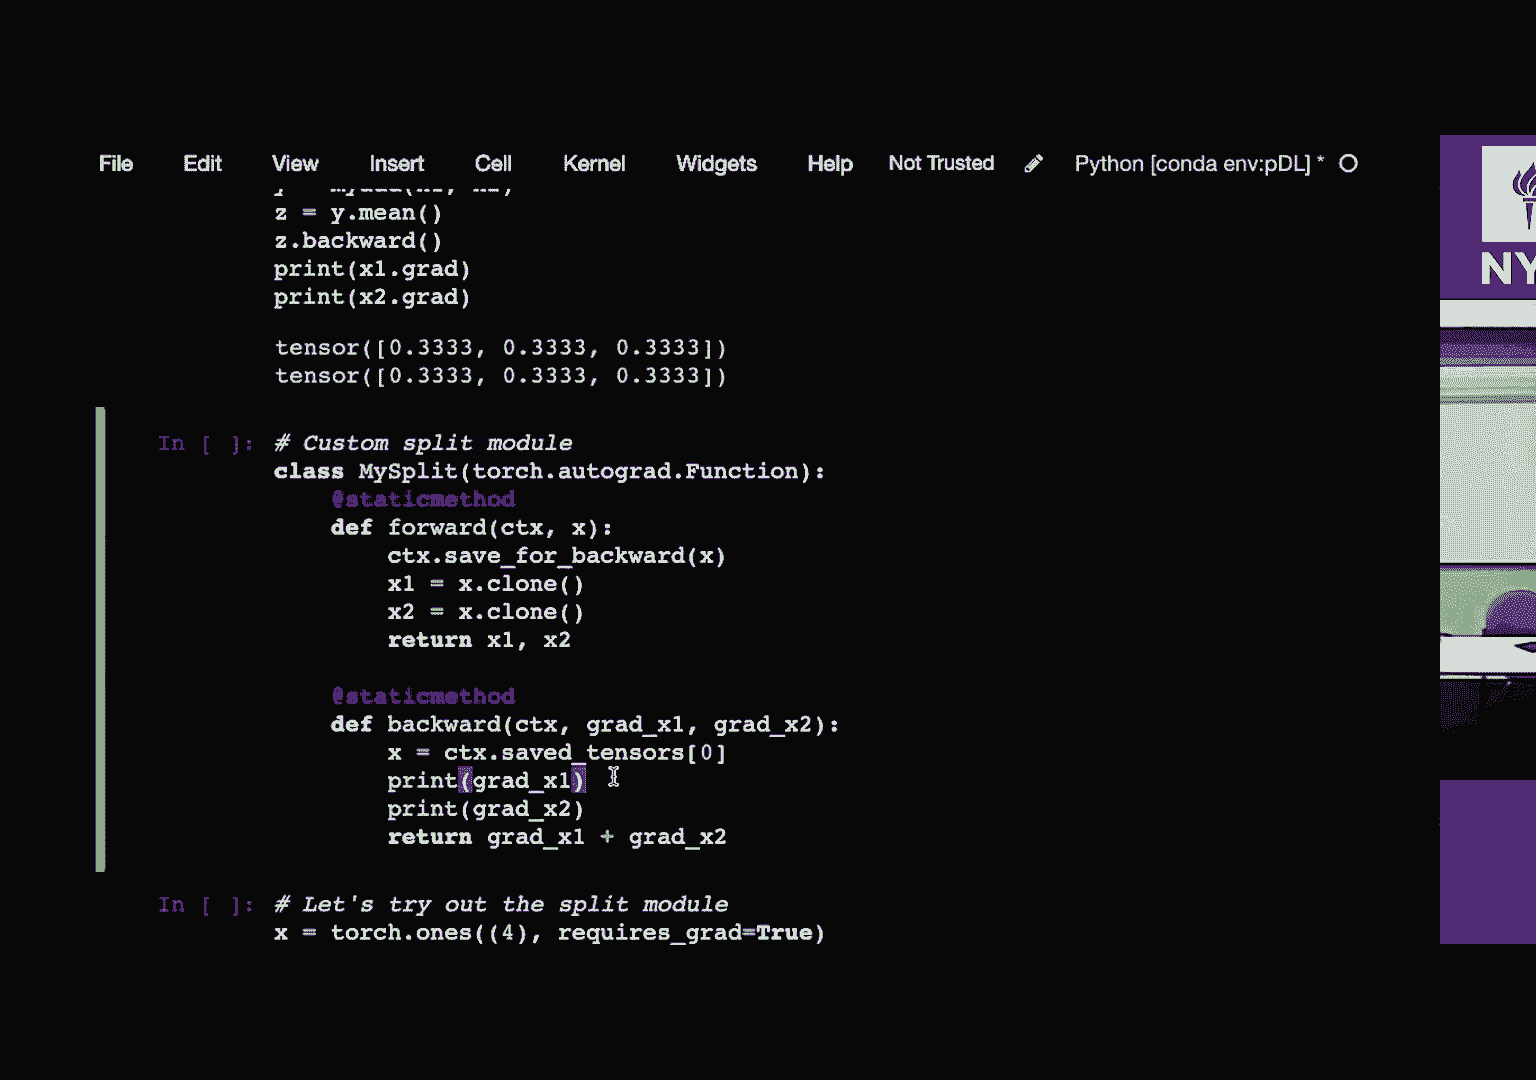 File Edit View Insert Cell Kernel Widgets Help Not Trusted Python [conda env:pDL] *
z = y.mean()
z.backward()
print(x1.grad)
print(x2.grad)
tensor([0.3333, 0.3333, 0.3333])
tensor([0.3333, 0.3333, 0.3333])
In [ ]: # Custom split module
class MySplit(torch.autograd.Function):
    @staticmethod
    def forward(ctx, x):
        ctx.save_for_backward(x)
        x1 = x.clone()
        x2 = x.clone()
        return x1, x2
    @staticmethod
    def backward(ctx, grad_x1, grad_x2):
        x = ctx.saved_tensors[0]
        print(grad_x1)
        print(grad_x2)
        return grad_x1 + grad_x2
In [ ]: # Let's try out the split module
x = torch.ones((4), requires_grad=True)
NY